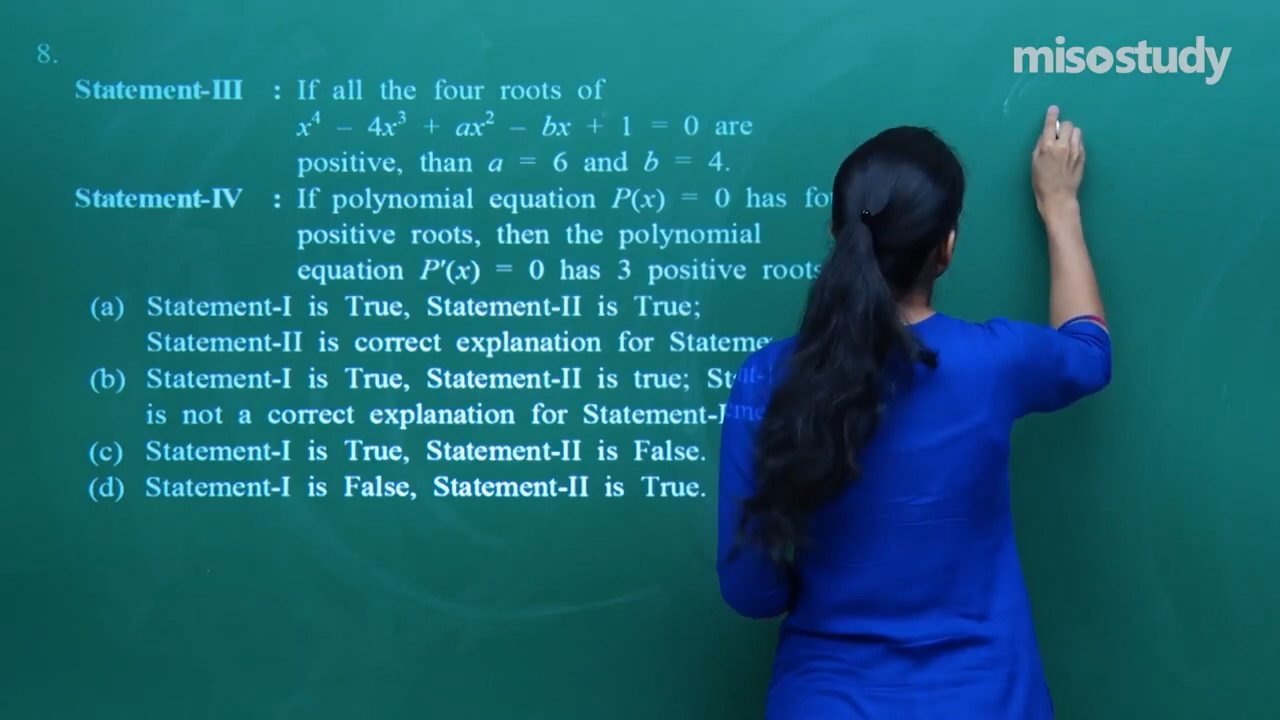 misostudy
8.
Statement-III : If all the four roots of
x⁴ – 4x³ + ax² – bx + 1 = 0 are
positive, than a = 6 and b = 4.
Statement-IV : If polynomial equation P(x) = 0 has
positive roots, then the polynomial
equation P'(x) = 0 has 3 positive roots
(a) Statement-I is True, Statement-II is True;
Statement-II is correct explanation for
(b) Statement-I is True, Statement-II is true;
is not a correct explanation for
(c) Statement-I is True, Statement-II is False.
(d) Statement-I is False, Statement-II is True.